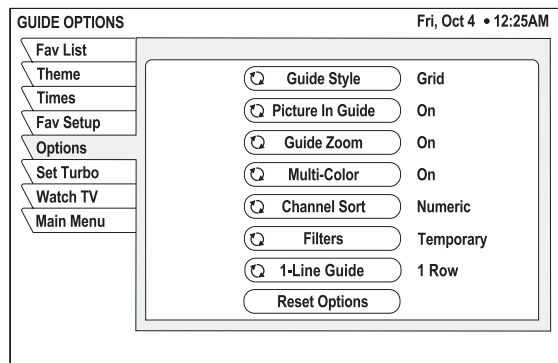 GUIDE OPTIONS
Fri, Oct 4 • 12:25AM
Fav List
Theme
Times
Fav Setup
Options
Set Turbo
Watch TV
Main Menu
Guide Style Grid
Picture In Guide On
Guide Zoom On
Multi-Color On
Channel Sort Numeric
Filters Temporary
1-Line Guide 1 Row
Reset Options